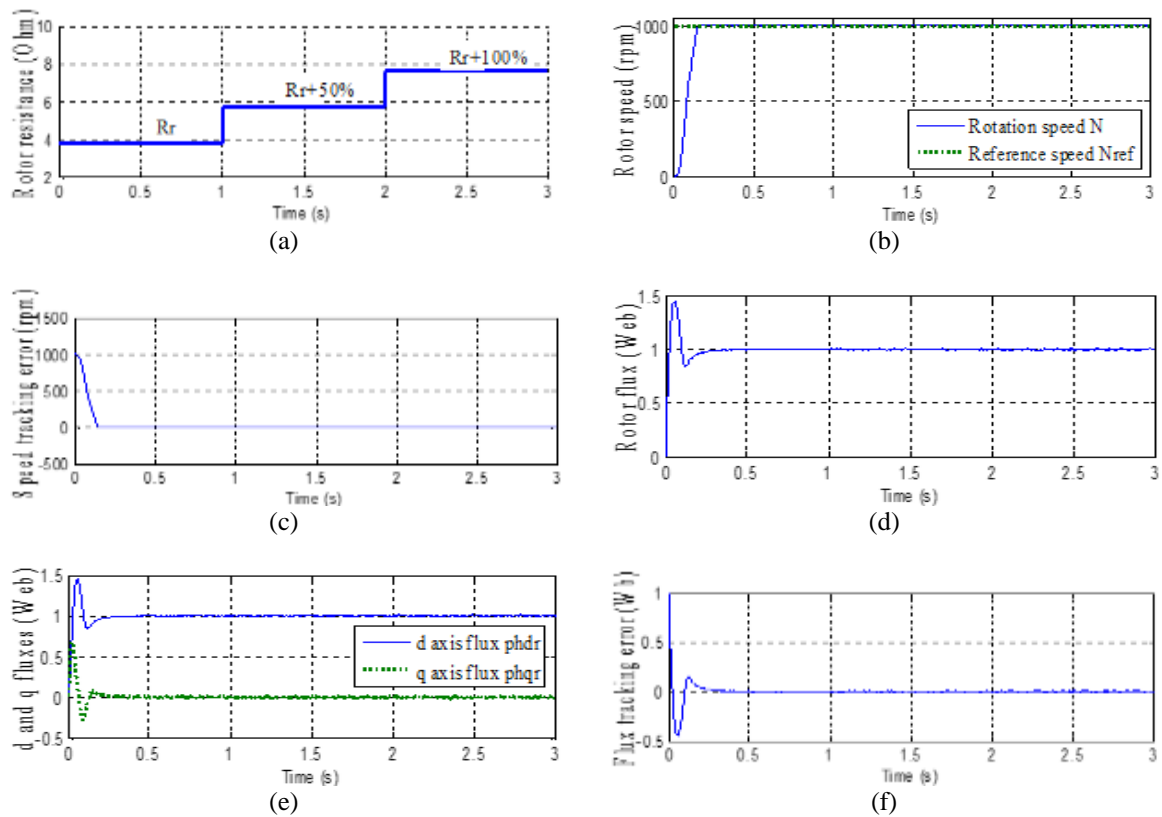 Rotor resistance (Ohm)
10
8
6
4
2
Rr
Rr+50%
Rr+100%
0 0.5 1 1.5 2 2.5 3
Time (s)
(a)
Rotor speed (rpm)
1000
500
0
Rotation speed N
Reference speed Nref
0 0.5 1 1.5 2 2.5 3
Time (s)
(b)
Speed tracking error (rpm)
1500
1000
500
0
-500
0 0.5 1 1.5 2 2.5 3
Time (s)
(c)
Rotor flux (Web)
1.5
1
0.5
0
0 0.5 1 1.5 2 2.5 3
Time (s)
(d)
d and q fluxes (Web)
1.5
1
0.5
0
-0.5
d axis flux phdr
q axis flux phqr
0 0.5 1 1.5 2 2.5 3
Time (s)
(e)
Flux tracking error (Web)
1
0.5
0
-0.5
0 0.5 1 1.5 2 2.5 3
Time (s)
(f)